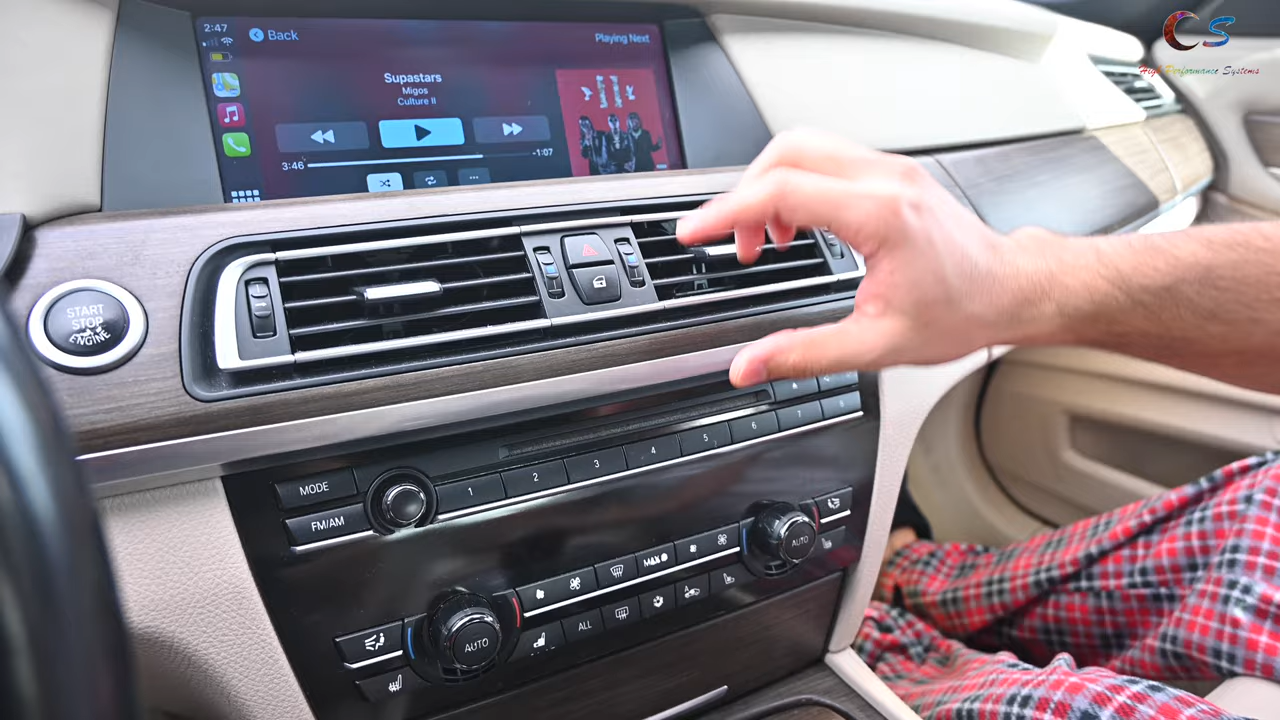 2:47
Back
Playing Next
Supastars
Migos
Culture II
3:46
-1:07
CS
High Performance Systems
START
STOP
ENGINE
MODE
FM/AM
1
2
3
4
5
6
7
8
AUTO
MAX
AUTO
ALL